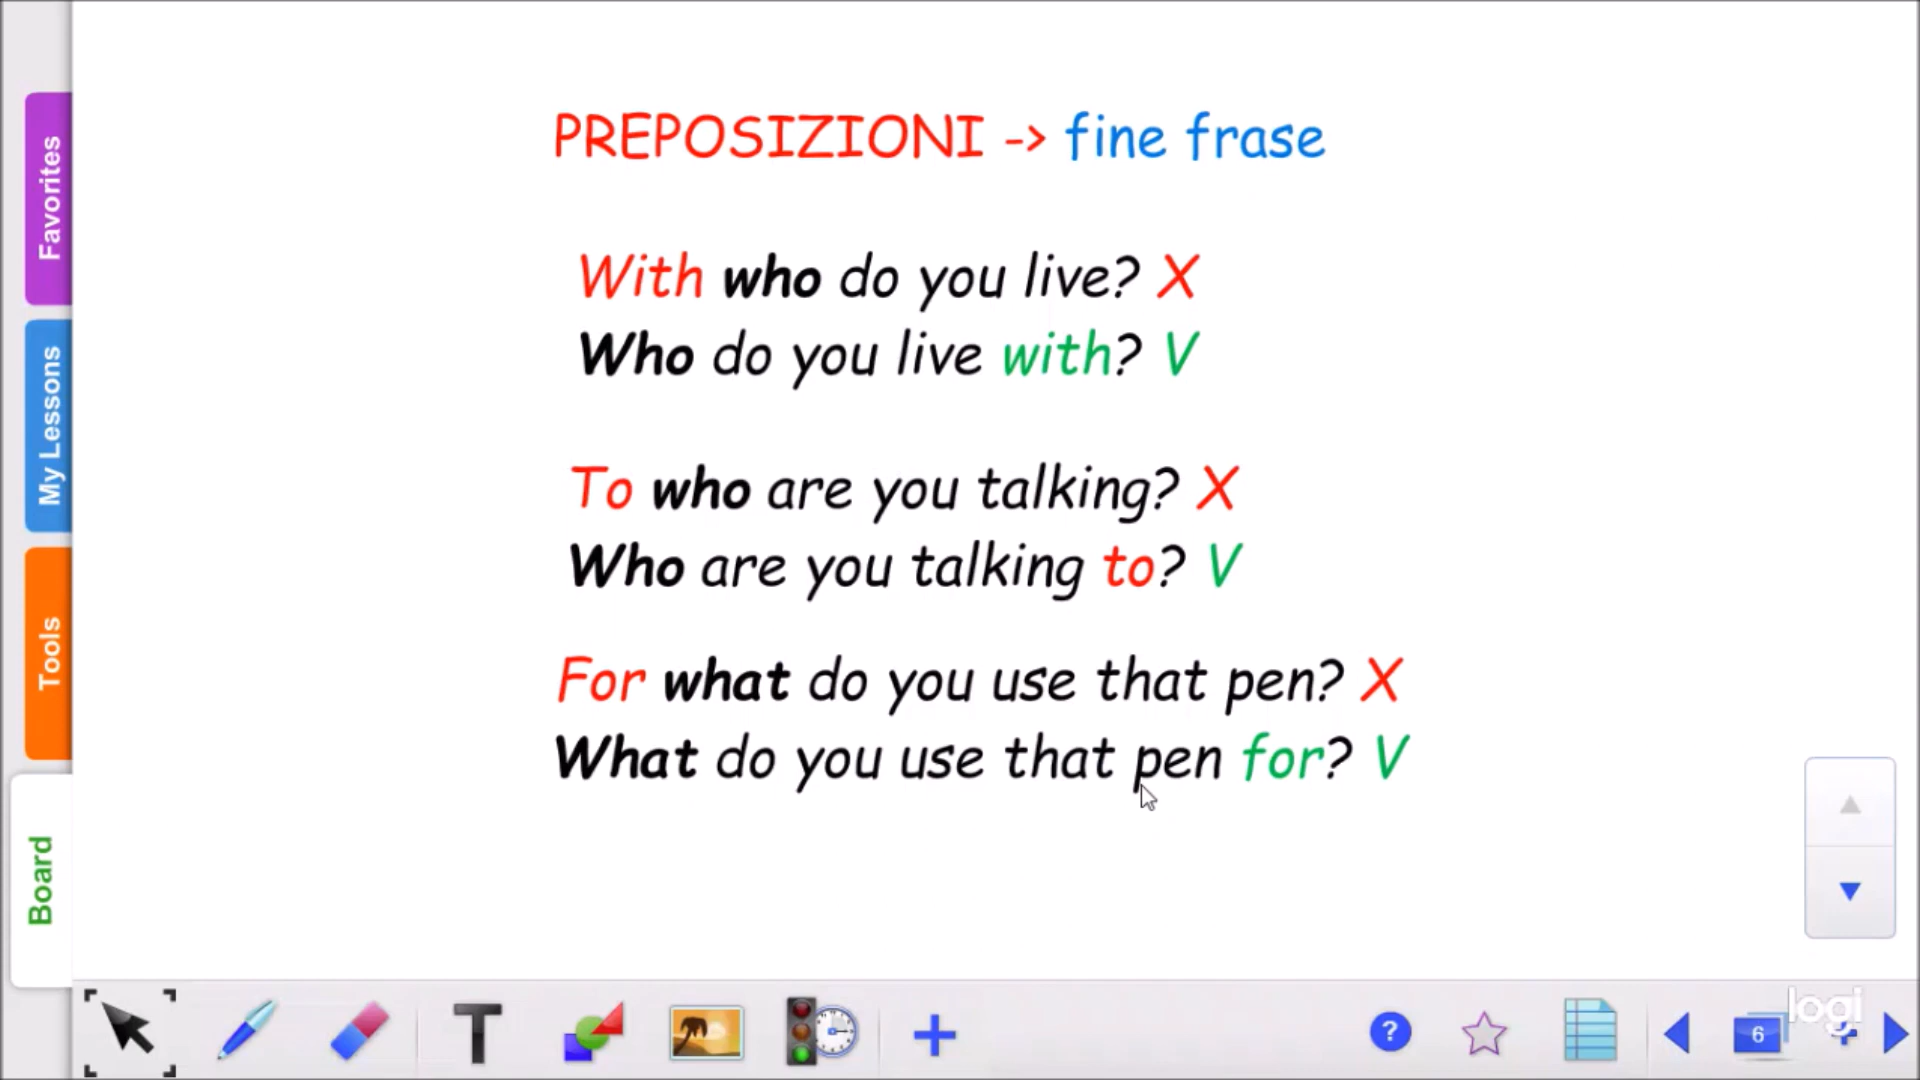 PREPOSIZIONI -> fine frase
With who do you live? X
Who do you live with? V
To who are you talking? X
Who are you talking to? V
For what do you use that pen? X
What do you use that pen for? V
Favorites
My Lessons
Tools
Board
T
?
6
logi